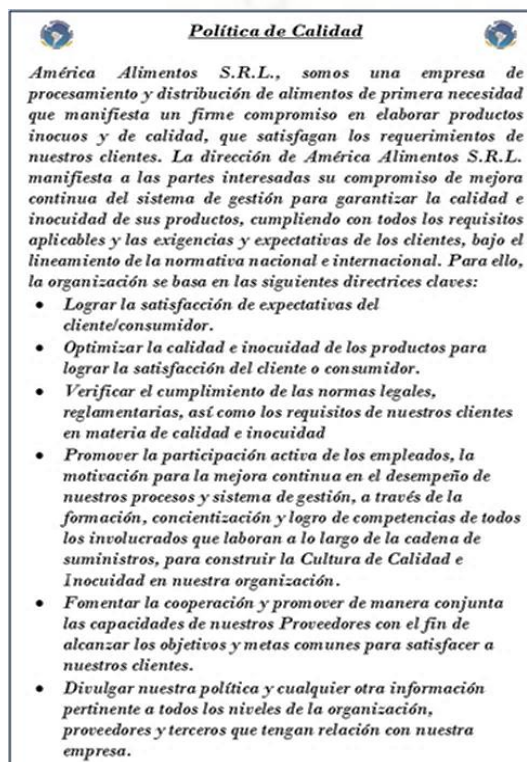 Política de Calidad
América Alimentos S.R.L., somos una empresa de
procesamiento y distribución de alimentos de primera necesidad
que manifiesta un firme compromiso en elaborar productos
inocuos y de calidad, que satisfagan los requerimientos de
nuestros clientes. La dirección de América Alimentos S.R.L.
manifiesta a las partes interesadas su compromiso de mejora
continua del sistema de gestión para garantizar la calidad e
inocuidad de sus productos, cumpliendo con todos los requisitos
aplicables y las exigencias y expectativas de los clientes, bajo el
lineamiento de la normativa nacional e internacional. Para ello,
la organización se basa en las siguientes directrices claves:
• Lograr la satisfacción de expectativas del
cliente/consumidor.
• Optimizar la calidad e inocuidad de los productos para
lograr la satisfacción del cliente o consumidor.
• Verificar el cumplimiento de las normas legales,
reglamentarias, así como los requisitos de nuestros clientes
en materia de calidad e inocuidad
• Promover la participación activa de los empleados, la
motivación para la mejora continua en el desempeño de
nuestros procesos y sistema de gestión, a través de la
formación, concientización y logro de competencias de todos
los involucrados que laboran a lo largo de la cadena de
suministros, para construir la Cultura de Calidad e
Inocuidad en nuestra organización.
• Fomentar la cooperación y promover de manera conjunta
las capacidades de nuestros Proveedores con el fin de
alcanzar los objetivos y metas comunes para satisfacer a
nuestros clientes.
• Divulgar nuestra política y cualquier otra información
pertinente a todos los niveles de la organización,
proveedores y terceros que tengan relación con nuestra
empresa.